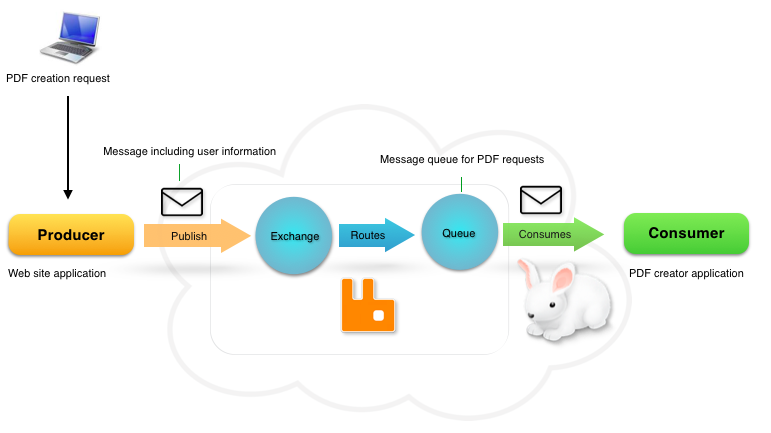 PDF creation request
Message including user information
Message queue for PDF requests
Producer
Publish
Exchange
Routes
Queue
Consumes
Consumer
Web site application
PDF creator application